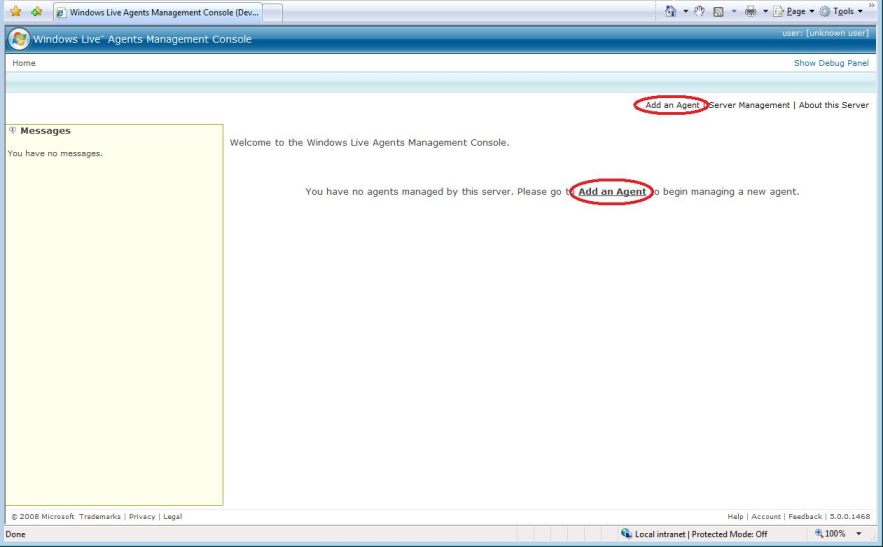 Windows Live Agents Management Console (Dev...
Page Tools
Windows Live™ Agents Management Console
user: [unknown user]
Home
Show Debug Panel
Add an Agent | Server Management | About this Server
Messages
You have no messages.
Welcome to the Windows Live Agents Management Console.
You have no agents managed by this server. Please go to Add an Agent to begin managing a new agent.
© 2008 Microsoft Trademarks | Privacy | Legal
Help | Account | Feedback | 5.0.0.1468
Done
Local intranet | Protected Mode: Off
100%